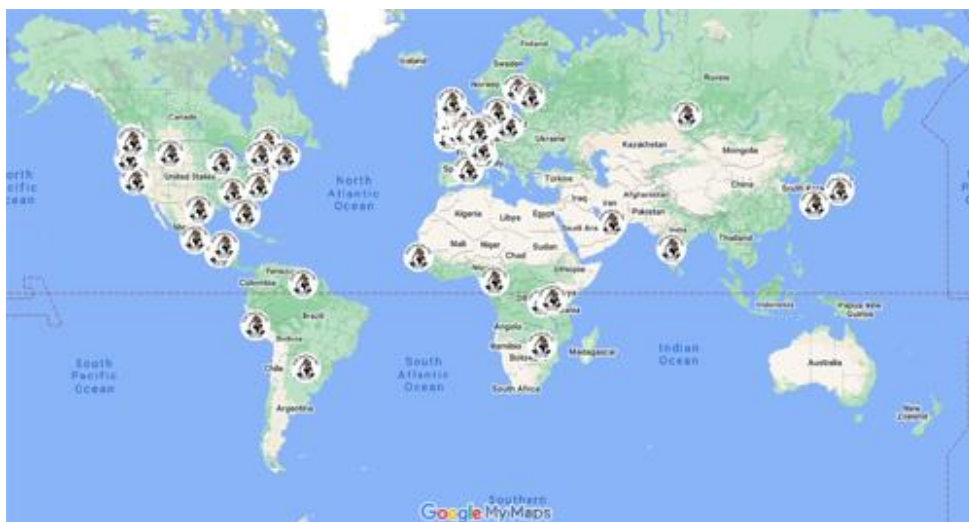 Iceland
Finland
Sweden
Norway
Russia
Canada
Ukraine
Kazakhstan
Mongolia
United States
North
Atlantic
Ocean
Türkiye
China
South Korea
Iraq
Iran
Afghanistan
Pakistan
Algeria
Libya
Egypt
Saudi Arabia
India
Mali
Niger
Sudan
Chad
Thailand
Ethiopia
Colombia
Indonesia
Papua New
Guinea
Brazil
Bolivia
Angola
Namibia
Madagascar
Indian
Ocean
South
Pacific
Ocean
Chile
South
Atlantic
Ocean
South Africa
Australia
Argentina
New
Zealand
Southern
Google My Maps